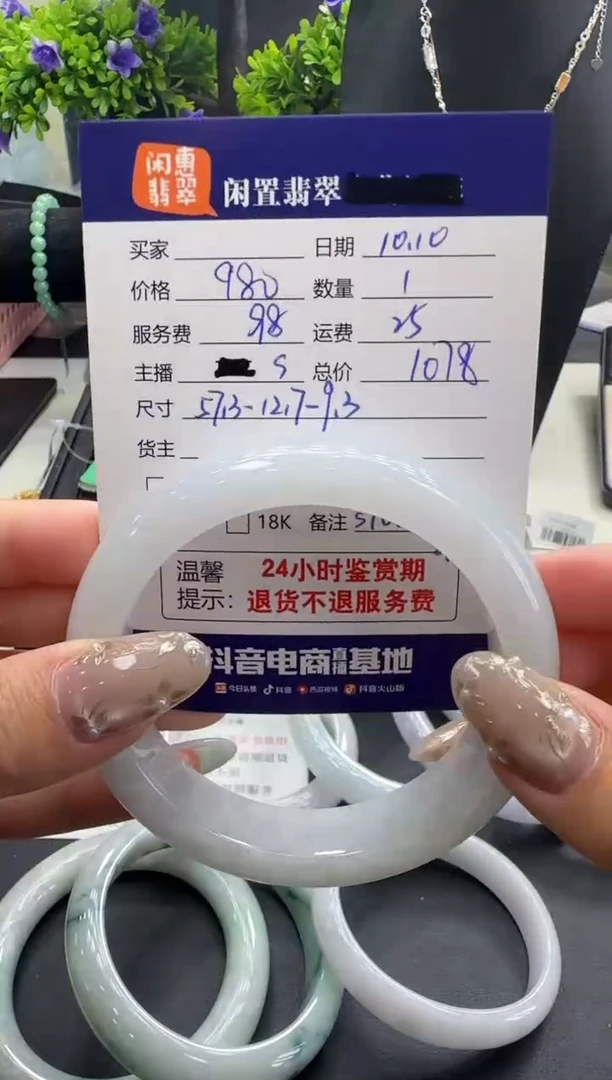 闲惠
翡翠
闲置翡翠
买家 日期 10.10
价格 980 数量 1
服务费 98 运费 25
主播 S 总价 1078
尺寸 57.3-12.7-9.3
货主
18K 备注
温馨 24小时鉴赏期
提示: 退货不退服务费
抖音电商直播基地
今日头条 抖音 西瓜视频 抖音火山版